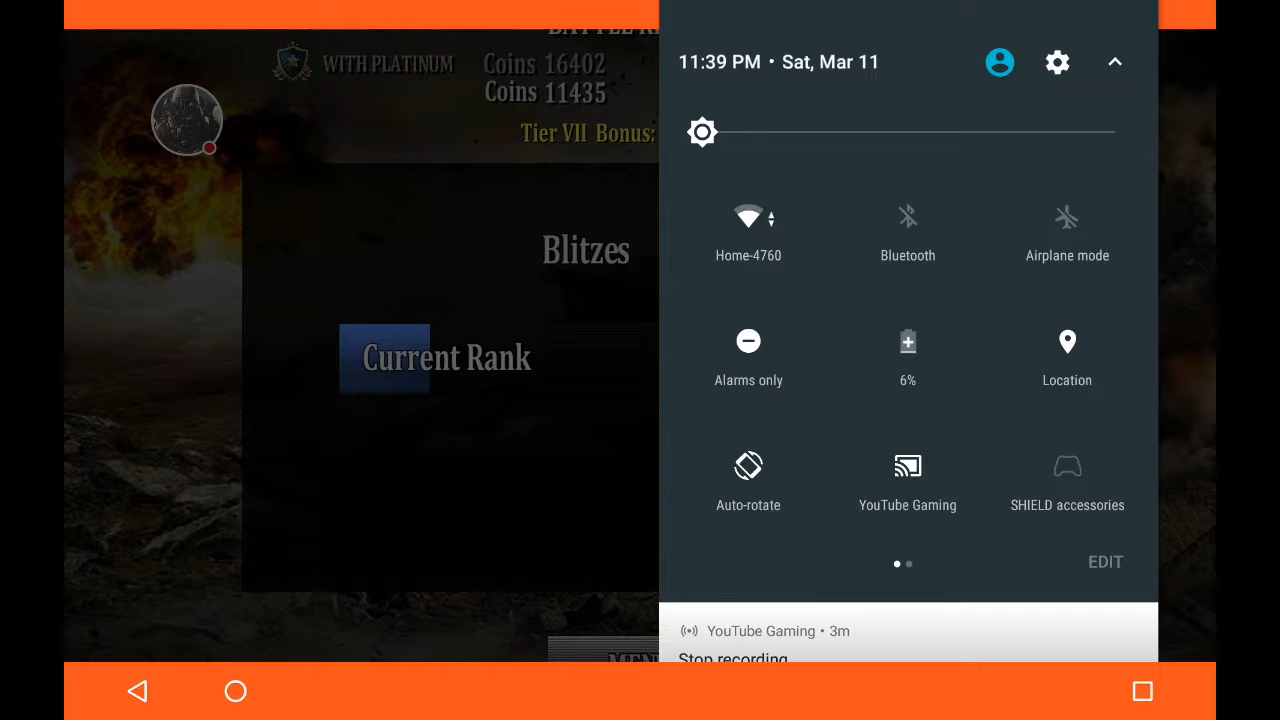 WITH PLATINUM
Coins 16402
Coins 11435
Tier VII Bonus:
Blitzes
Current Rank
11:39 PM • Sat, Mar 11
Home-4760
Bluetooth
Airplane mode
Alarms only
6%
Location
Auto-rotate
YouTube Gaming
SHIELD accessories
EDIT
YouTube Gaming • 3m
Stop recording